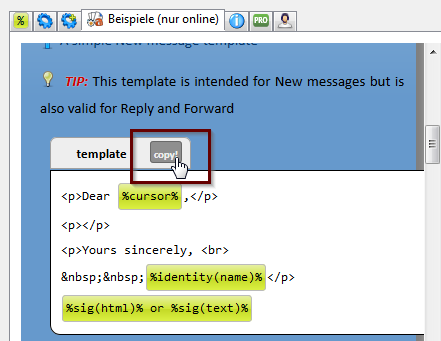 % Beispiele (nur online) i PRO
A simple New message template
TIP: This template is intended for New messages but is
also valid for Reply and Forward
template copy!
<p>Dear %cursor%,</p>
<p></p>
<p>Yours sincerely, <br>
&nbsp;&nbsp;%identity(name)%</p>
%sig(html)% or %sig(text)%